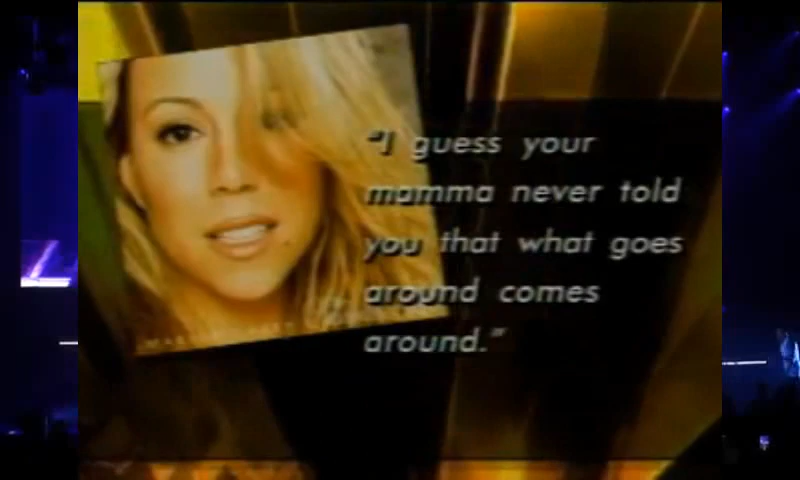 "I guess your
mamma never told
you that what goes
around comes
around."